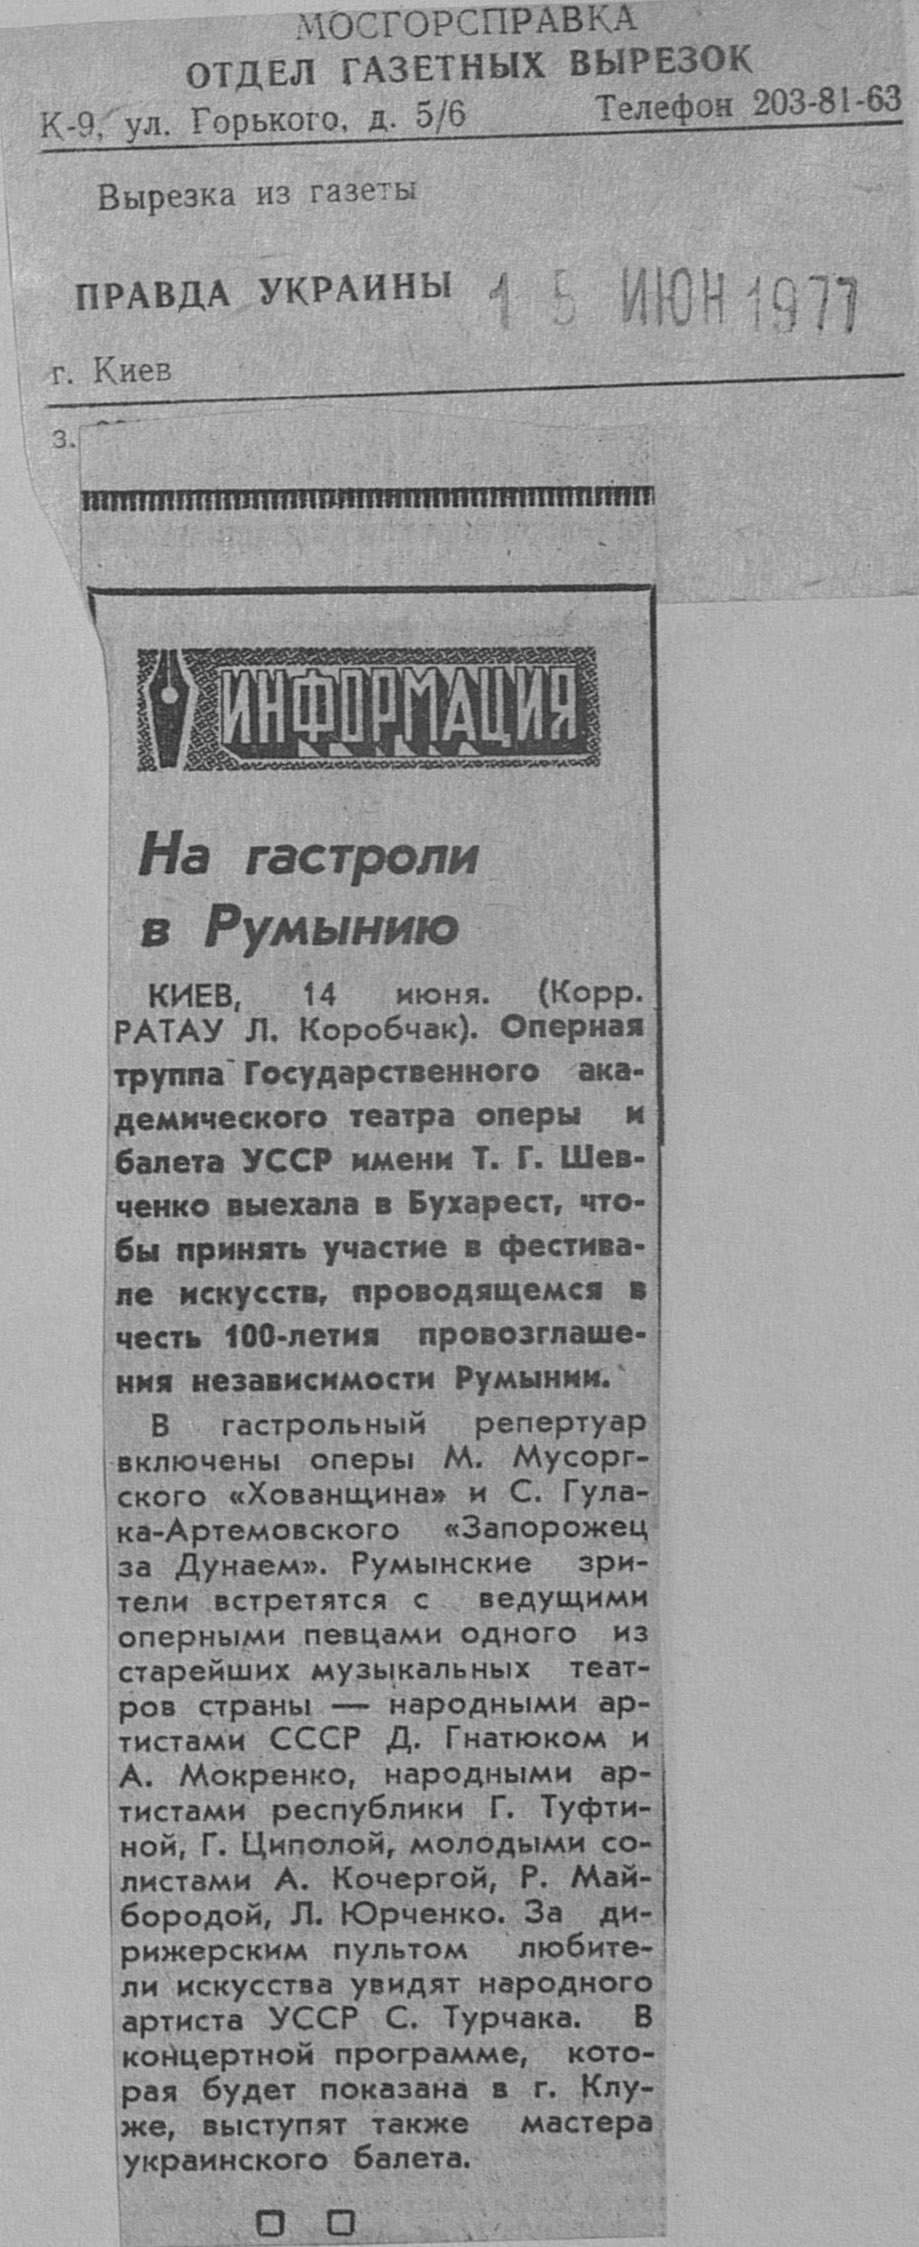 МОСГОРСПРАВКА
ОТДЕЛ ГАЗЕТНЫХ ВЫРЕЗОК
К-9, ул. Горького, д. 5/6 Телефон 203-81-63
Вырезка из газеты
ПРАВДА УКРАИНЫ 15 ИЮН 1977
г. Киев
З.
ИНФОРМАЦИЯ
На гастроли
в Румынию
КИЕВ, 14 июня. (Корр.
РАТАУ Л. Коробчак). Оперная
труппа Государственного ака-
демического театра оперы и
балета УССР имени Т. Г. Шев-
ченко выехала в Бухарест, что-
бы принять участие в фестива-
ле искусств, проводящемся в
честь 100-летия провозглаше-
ния независимости Румынии.
В гастрольный репертуар
включены оперы М. Мусорг-
ского «Хованщина» и С. Гула-
ка-Артемовского «Запорожец
за Дунаем». Румынские зри-
тели встретятся с ведущими
оперными певцами одного из
старейших музыкальных теат-
ров страны — народными ар-
тистами СССР Д. Гнатюком и
А. Мокренко, народными ар-
тистами республики Г. Туфти-
ной, Г. Циполой, молодыми со-
листами А. Кочергой, Р. Май-
бородой, Л. Юрченко. За ди-
рижерским пультом любите-
ли искусства увидят народного
артиста УССР С. Турчака. В
концертной программе, кото-
рая будет показана в г. Клу-
же, выступят также мастера
украинского балета.